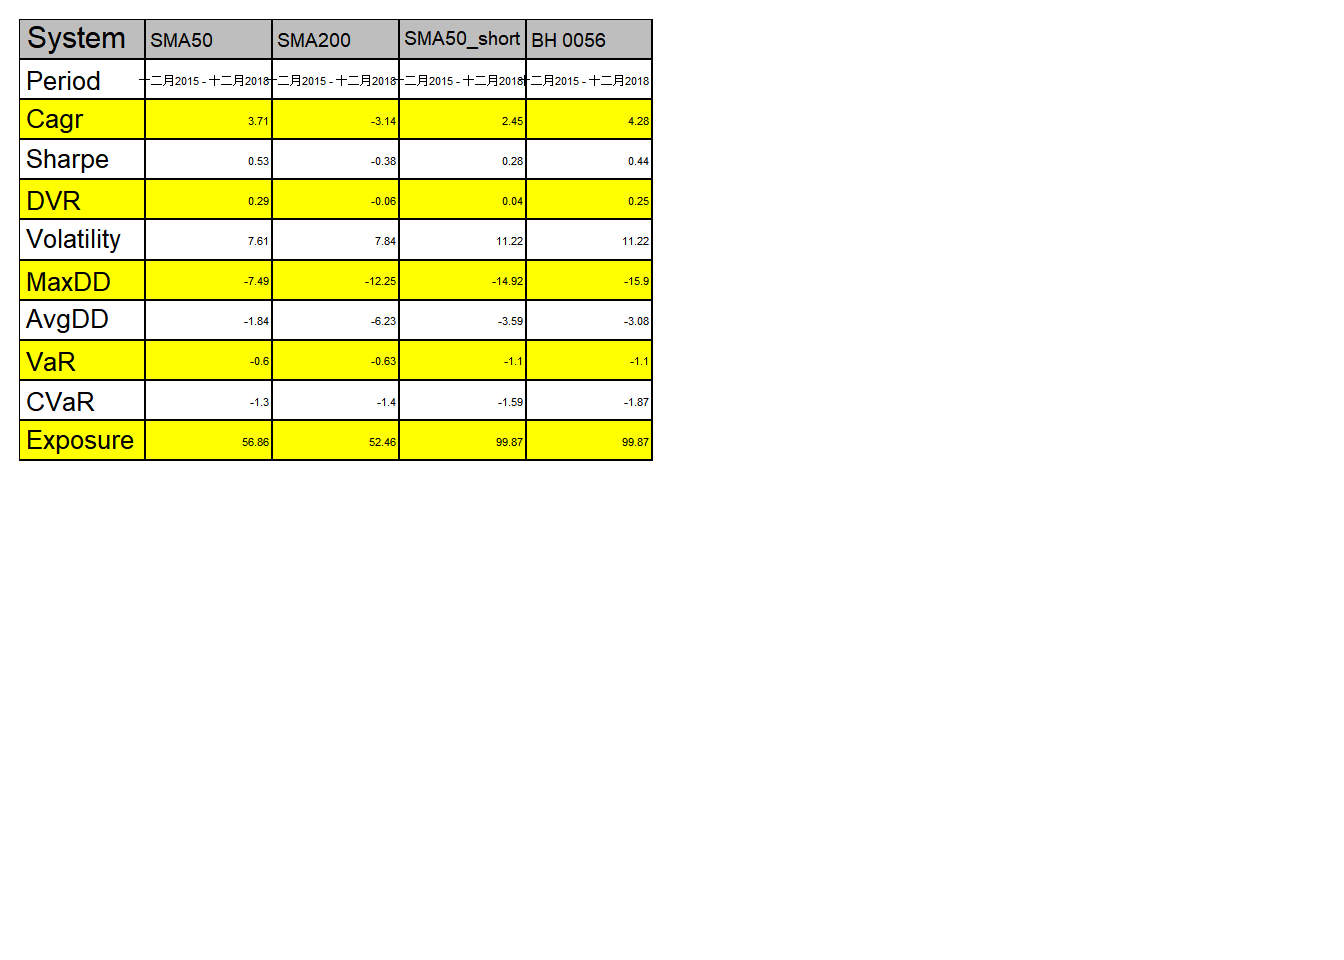 System SMA50 SMA200 SMA50_short BH 0056
Period 十二月2015 - 十二月2018 十二月2015 - 十二月2018 十二月2015 - 十二月2018 十二月2015 - 十二月2018
Cagr 3.71 -3.14 2.45 4.28
Sharpe 0.53 -0.38 0.28 0.44
DVR 0.29 -0.06 0.04 0.25
Volatility 7.61 7.84 11.22 11.22
MaxDD -7.49 -12.25 -14.92 -15.9
AvgDD -1.84 -6.23 -3.59 -3.08
VaR -0.6 -0.63 -1.1 -1.1
CVaR -1.3 -1.4 -1.59 -1.87
Exposure 56.86 52.46 99.87 99.87